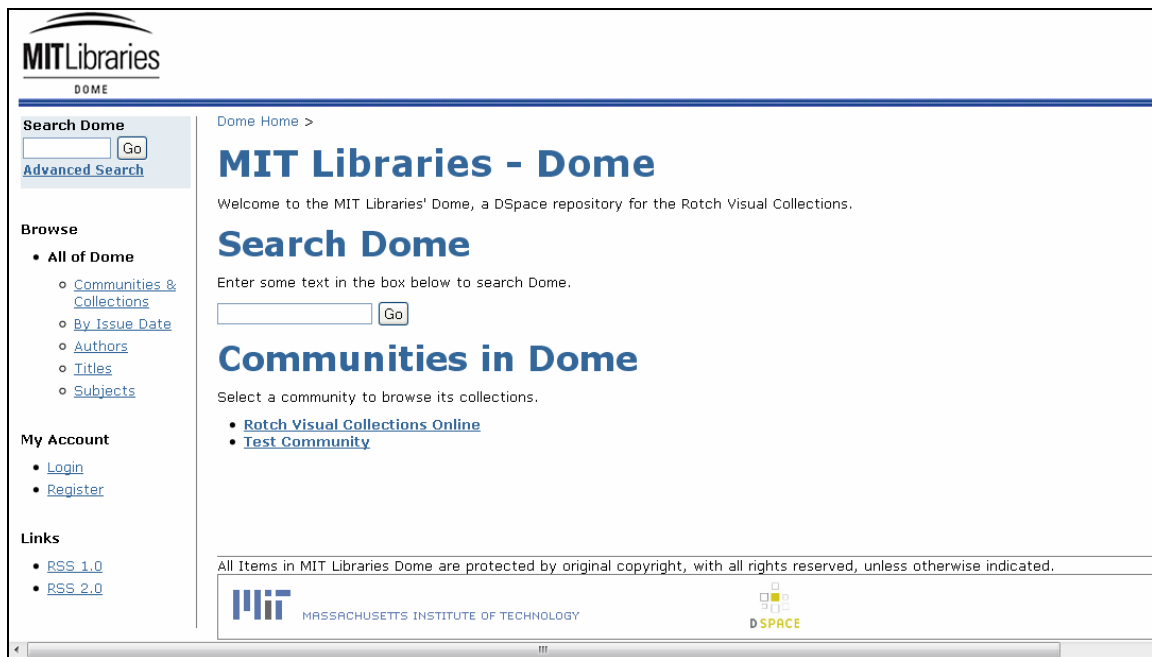 MITLibraries
DOME
Search Dome
Go
Advanced Search
Browse
All of Dome
Communities &
Collections
By Issue Date
Authors
Titles
Subjects
My Account
Login
Register
Links
RSS 1.0
RSS 2.0
Dome Home >
MIT Libraries - Dome
Welcome to the MIT Libraries' Dome, a DSpace repository for the Rotch Visual Collections.
Search Dome
Enter some text in the box below to search Dome.
Go
Communities in Dome
Select a community to browse its collections.
Rotch Visual Collections Online
Test Community
All Items in MIT Libraries Dome are protected by original copyright, with all rights reserved, unless otherwise indicated.
MIT MASSACHUSETTS INSTITUTE OF TECHNOLOGY
DSPACE